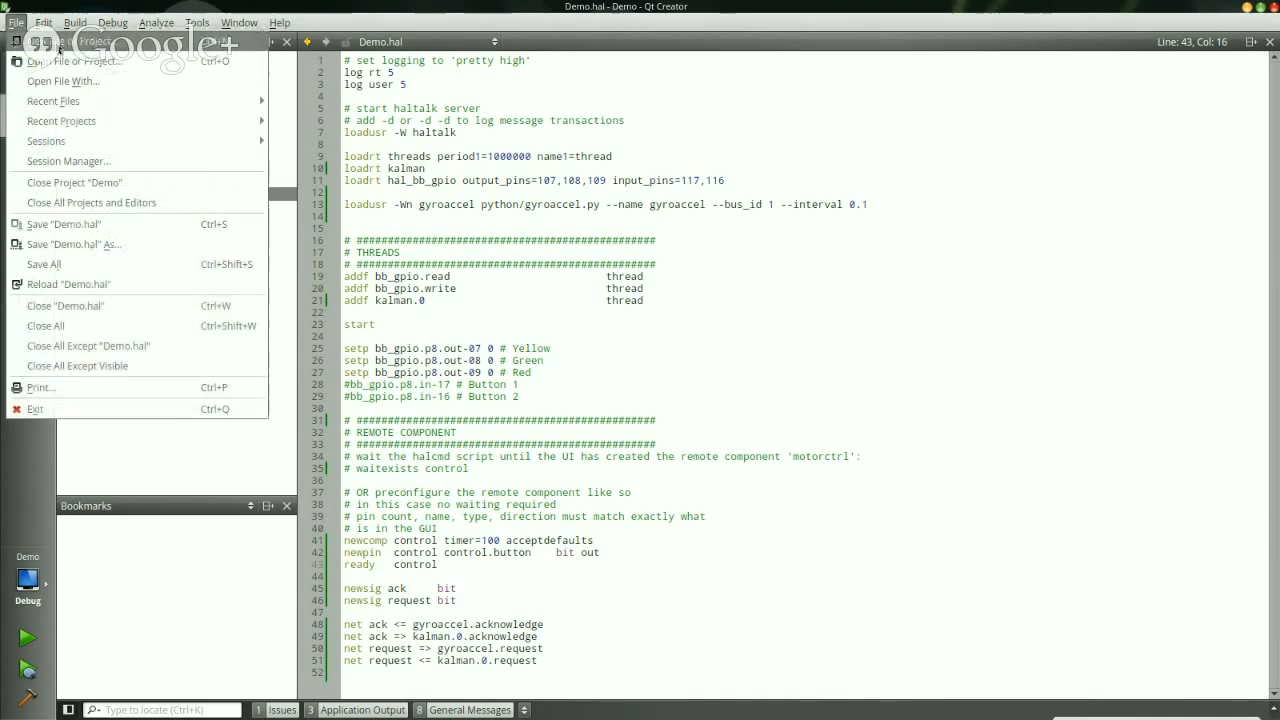 Demo.hal - Demo - Qt Creator
File Edit Build Debug Analyze Tools Window Help
Google+
Demo.hal
Line: 43, Col: 16
Open File or Project... Ctrl+O
Open File With...
Recent Files
Recent Projects
Sessions
Session Manager...
Close Project "Demo"
Close All Projects and Editors
Save "Demo.hal" Ctrl+S
Save "Demo.hal" As...
Save All Ctrl+Shift+S
Reload "Demo.hal"
Close "Demo.hal" Ctrl+W
Close All Ctrl+Shift+W
Close All Except "Demo.hal"
Close All Except Visible
Print... Ctrl+P
Exit Ctrl+Q
Bookmarks
Demo
Debug
1 # set logging to 'pretty high'
2 log rt 5
3 log user 5
4
5 # start haltalk server
6 # add -d or -d -d to log message transactions
7 loadusr -W haltalk
8
9 loadrt threads period1=1000000 name1=thread
10 loadrt kalman
11 loadrt hal_bb_gpio output_pins=107,108,109 input_pins=117,116
12
13 loadusr -Wn gyroaccel python/gyroaccel.py --name gyroaccel --bus_id 1 --interval 0.1
14
15
16 # ################################################
17 # THREADS
18 # ################################################
19 addf bb_gpio.read thread
20 addf bb_gpio.write thread
21 addf kalman.0 thread
22
23 start
24
25 setp bb_gpio.p8.out-07 0 # Yellow
26 setp bb_gpio.p8.out-08 0 # Green
27 setp bb_gpio.p8.out-09 0 # Red
28 #bb_gpio.p8.in-17 # Button 1
29 #bb_gpio.p8.in-16 # Button 2
30
31 # ################################################
32 # REMOTE COMPONENT
33 # ################################################
34 # wait the halcmd script until the UI has created the remote component 'motorctrl':
35 # waitexists control
36
37 # OR preconfigure the remote component like so
38 # in this case no waiting required
39 # pin count, name, type, direction must match exactly what
40 # is in the GUI
41 newcomp control timer=100 acceptdefaults
42 newpin control control.button bit out
43 ready control
44
45 newsig ack bit
46 newsig request bit
47
48 net ack <= gyroaccel.acknowledge
49 net ack => kalman.0.acknowledge
50 net request => gyroaccel.request
51 net request <= kalman.0.request
52
Type to locate (Ctrl+K)
1 Issues
3 Application Output
8 General Messages